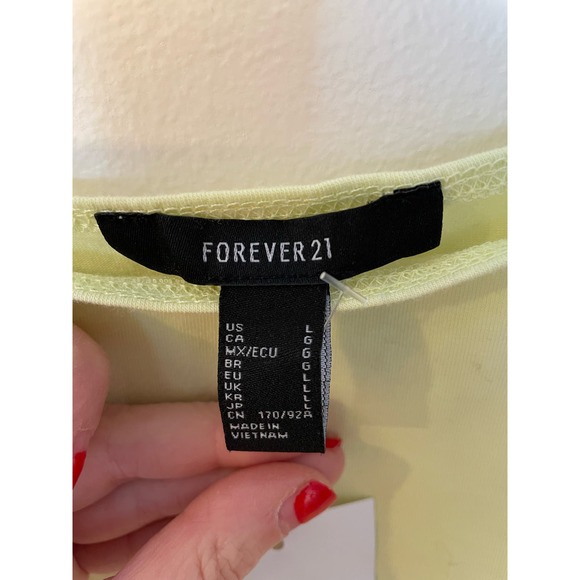 FOREVER 21
US L
CA G
MX/ECU G
BR G
EU L
UK L
KR L
JP L
CN 170/92A
MADE IN
VIETNAM